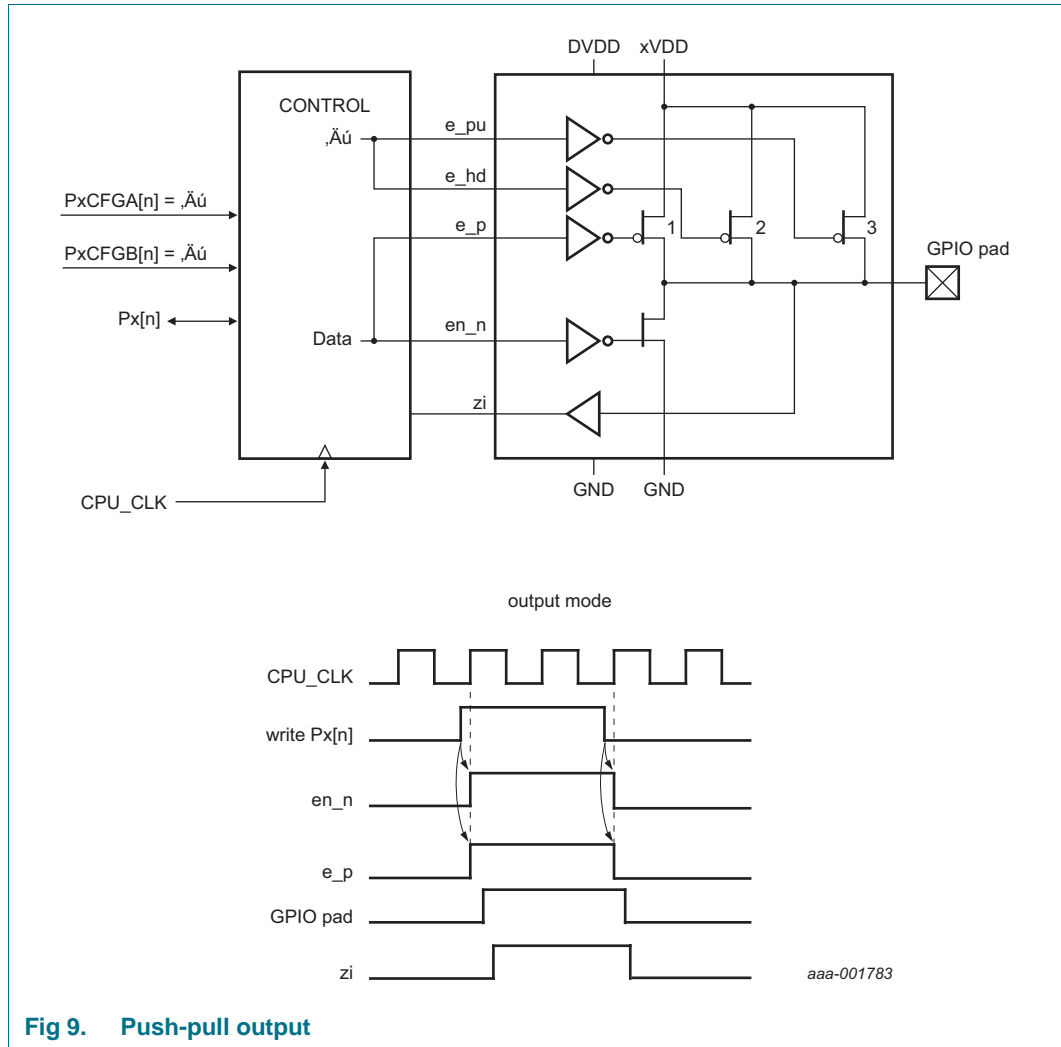 DVDD xVDD
CONTROL
‚Äú
e_pu
e_hd
PxCFGA[n] = ‚Äú
e_p
1
2
3
PxCFGB[n] = ‚Äú
GPIO pad
Px[n]
Data
en_n
zi
GND GND
CPU_CLK
output mode
CPU_CLK
write Px[n]
en_n
e_p
GPIO pad
zi
aaa-001783
Fig 9. Push-pull output